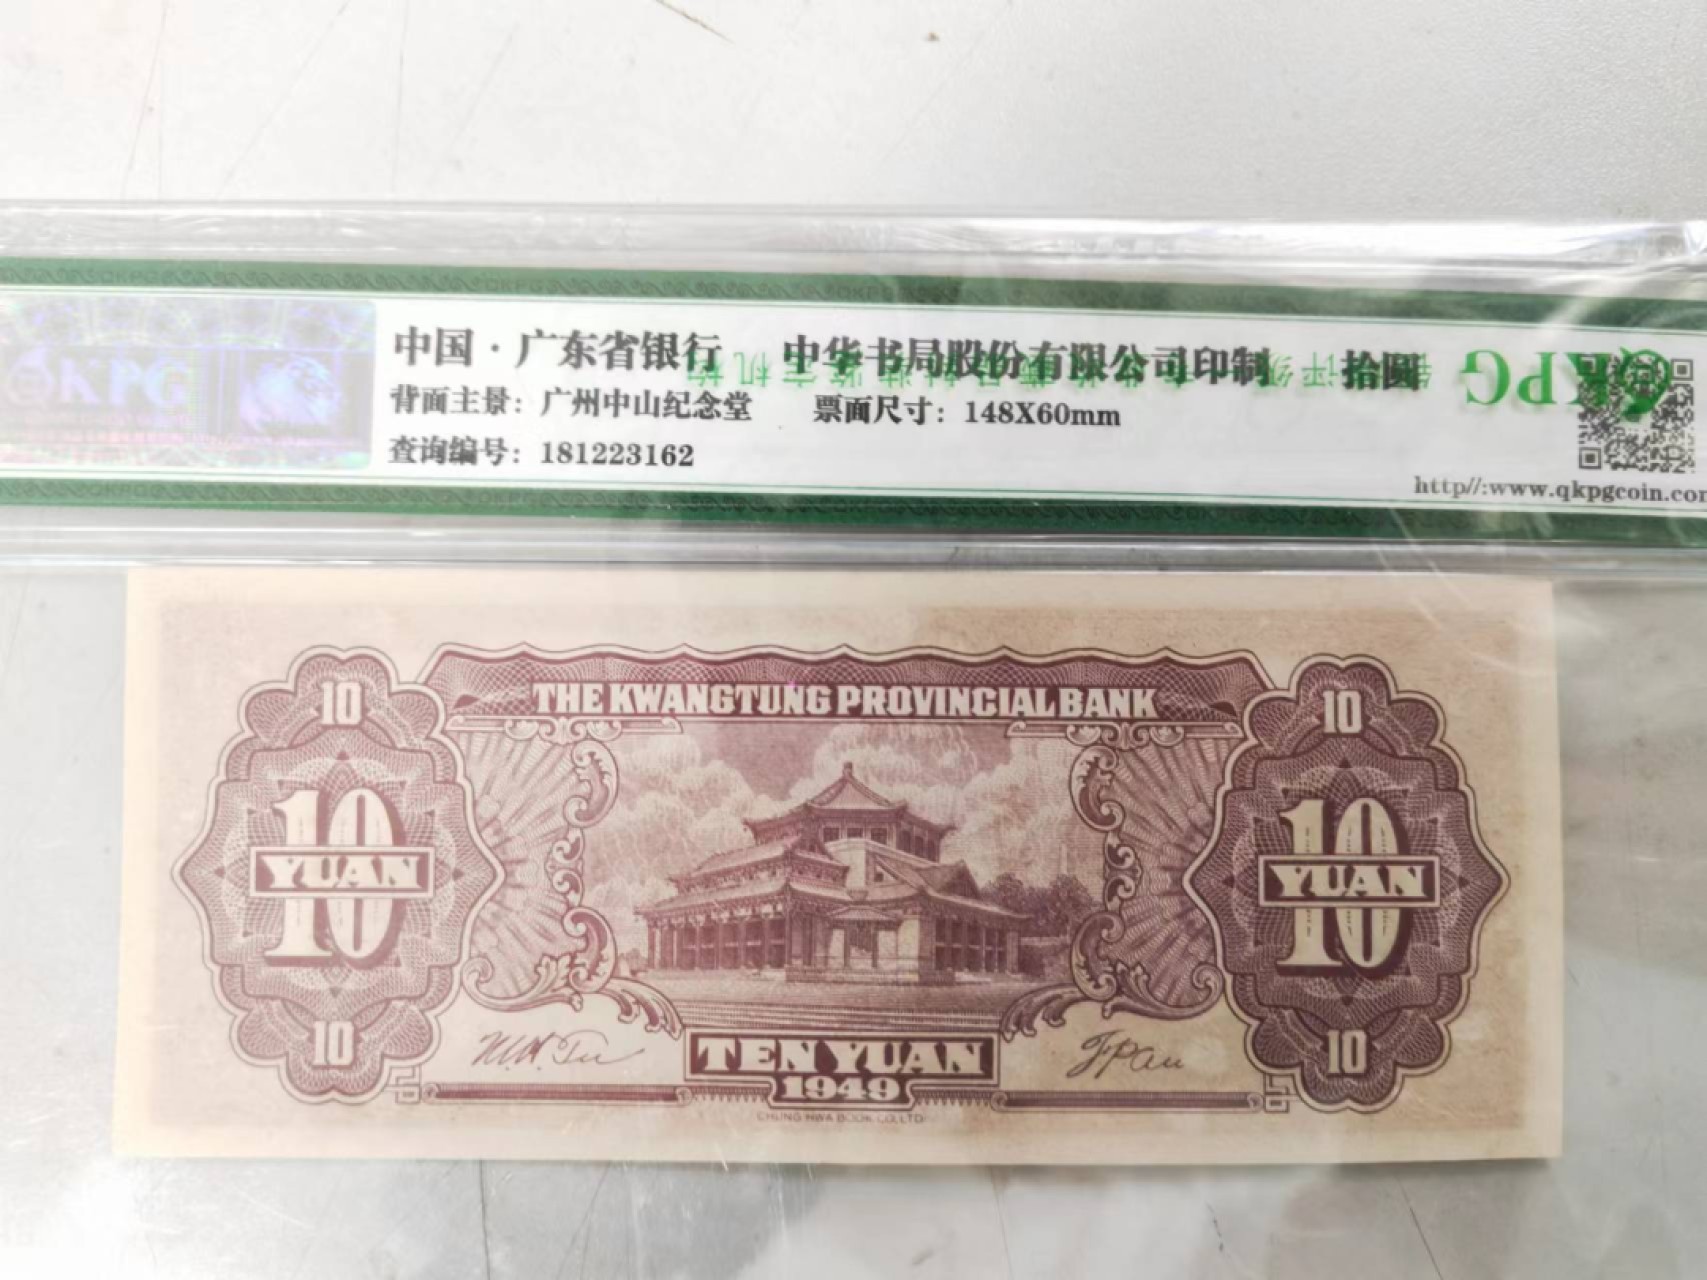 QKPG
中国·广东省银行 中华书局股份有限公司印制 拾圆
背面主景：广州中山纪念堂 票面尺寸：148X60mm
查询编号：181223162
QKPG
http//:www.qkpgcoin.com
THE KWANGTUNG PROVINCIAL BANK
10
10
10
YUAN
10
YUAN
10
10
TEN YUAN
1949
CHUNG HWA BOOK CO. LTD